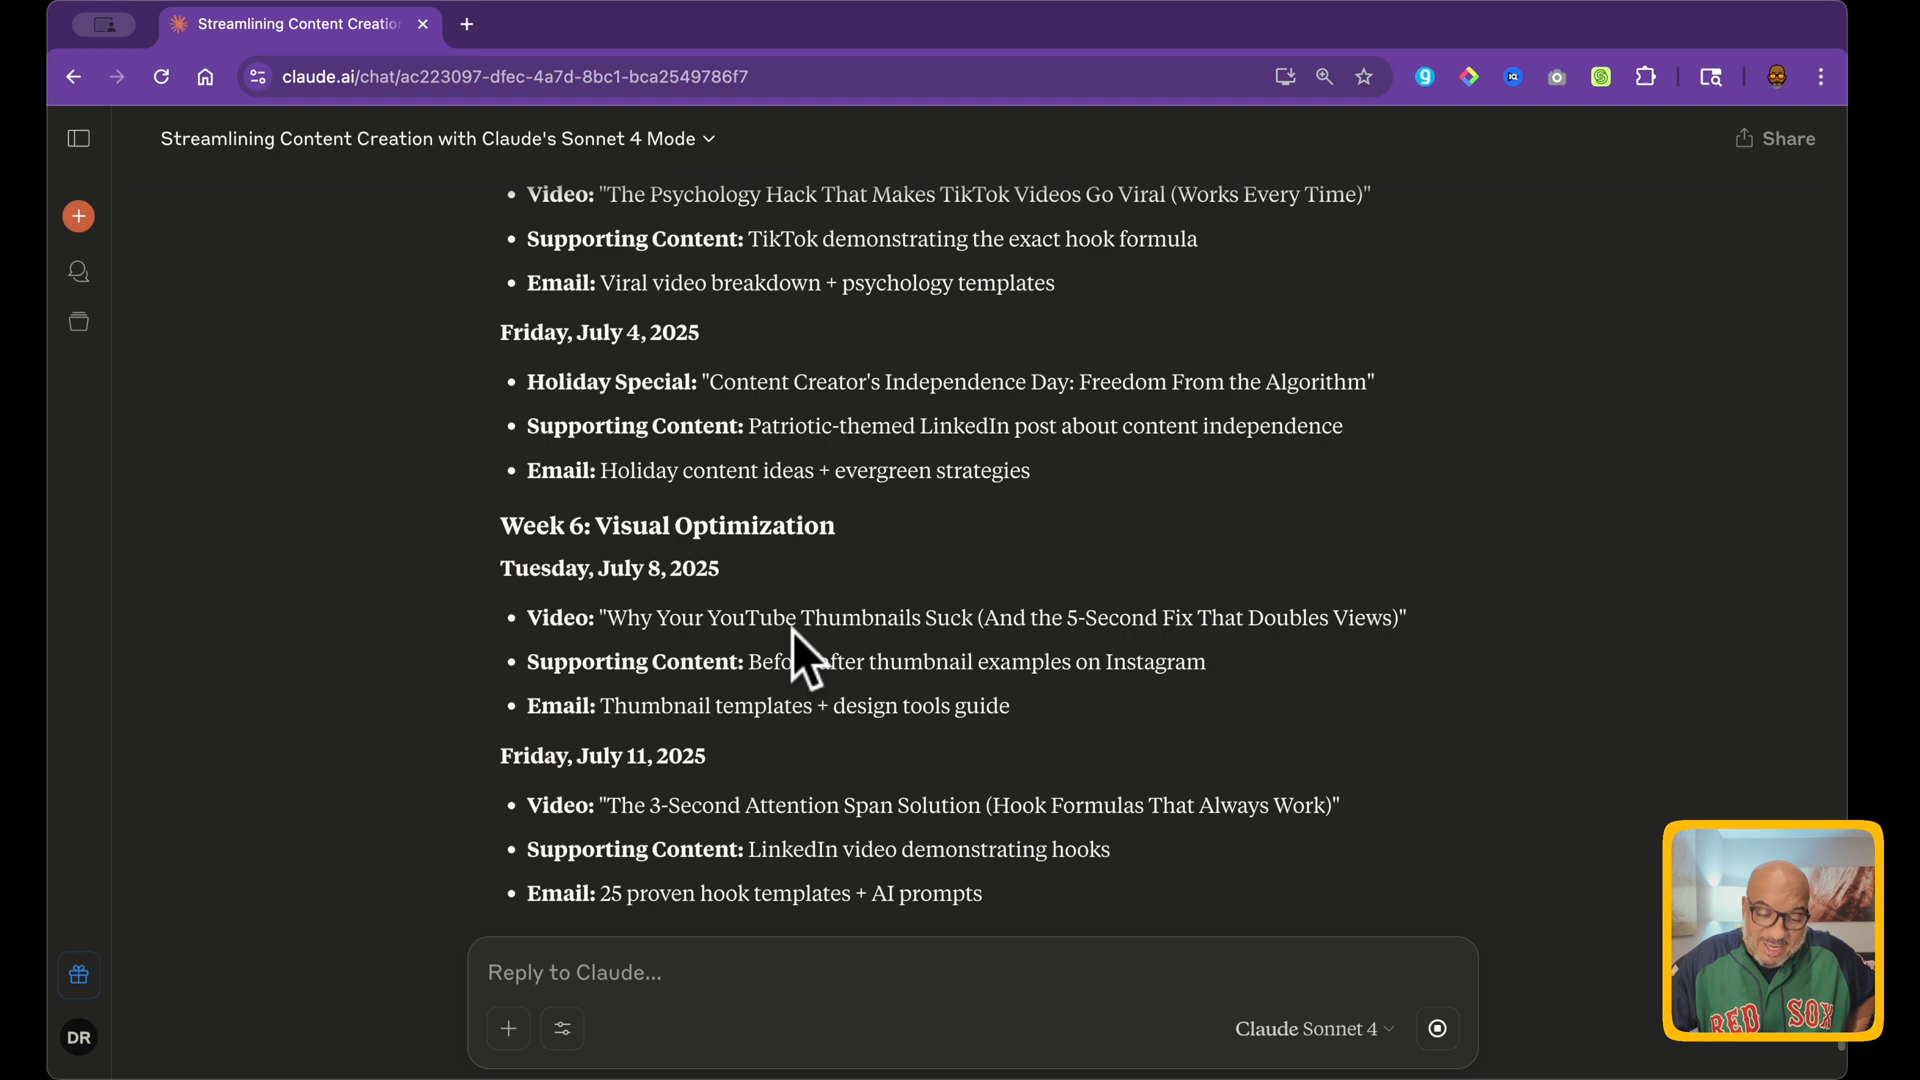 Streamlining Content Creatio
claude.ai/chat/ac223097-dfec-4a7d-8bc1-bca2549786f7
Streamlining Content Creation with Claude's Sonnet 4 Mode
Share
• Video: "The Psychology Hack That Makes TikTok Videos Go Viral (Works Every Time)"
• Supporting Content: TikTok demonstrating the exact hook formula
• Email: Viral video breakdown + psychology templates
Friday, July 4, 2025
• Holiday Special: "Content Creator's Independence Day: Freedom From the Algorithm"
• Supporting Content: Patriotic-themed LinkedIn post about content independence
• Email: Holiday content ideas + evergreen strategies
Week 6: Visual Optimization
Tuesday, July 8, 2025
• Video: "Why Your YouTube Thumbnails Suck (And the 5-Second Fix That Doubles Views)"
• Supporting Content: thumbnail examples on Instagram
• Email: Thumbnail templates + design tools guide
Friday, July 11, 2025
• Video: "The 3-Second Attention Span Solution (Hook Formulas That Always Work)"
• Supporting Content: LinkedIn video demonstrating hooks
• Email: 25 proven hook templates + AI prompts
Reply to Claude...
Claude Sonnet 4
DR
RED SOX